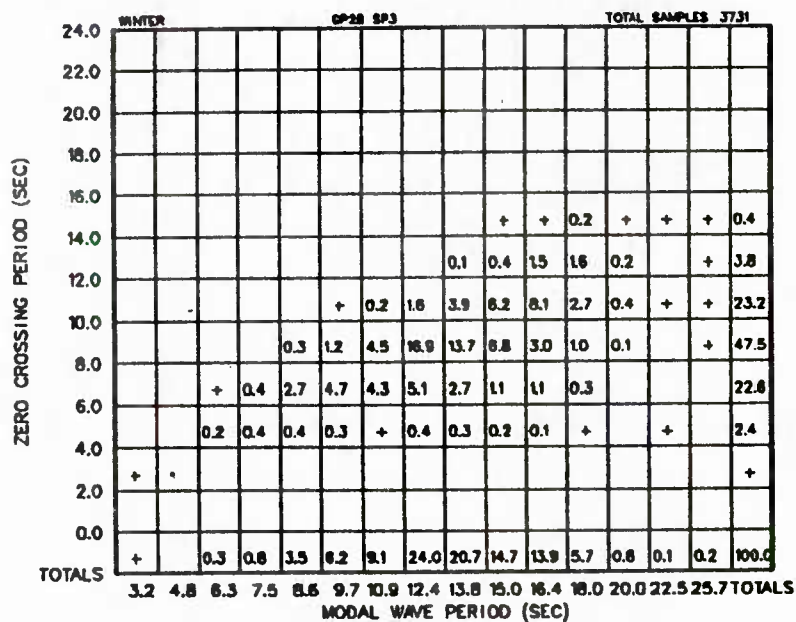 WINTER GP28 SP3 TOTAL SAMPLES 3731
24.0
22.0
20.0
18.0
16.0
+ + 0.2 + + + 0.4
14.0
0.1 0.4 1.5 1.6 0.2 + 3.8
12.0
+ 0.2 1.6 3.9 6.2 8.1 2.7 0.4 + + 23.2
10.0
0.3 1.2 4.5 16.9 13.7 6.8 3.0 1.0 0.1 + 47.5
8.0
+ 0.4 2.7 4.7 4.3 5.1 2.7 1.1 1.1 0.3 22.6
6.0
0.2 0.4 0.4 0.3 + 0.4 0.3 0.2 0.1 + + 2.4
4.0
+ +
2.0
0.0
+ 0.3 0.8 3.5 6.2 9.1 24.0 20.7 14.7 13.9 5.7 0.6 0.1 0.2 100.0
TOTALS
3.2 4.8 6.3 7.5 8.6 9.7 10.9 12.4 13.8 15.0 16.4 18.0 20.0 22.5 25.7 TOTALS
MODAL WAVE PERIOD (SEC)
ZERO CROSSING PERIOD (SEC)